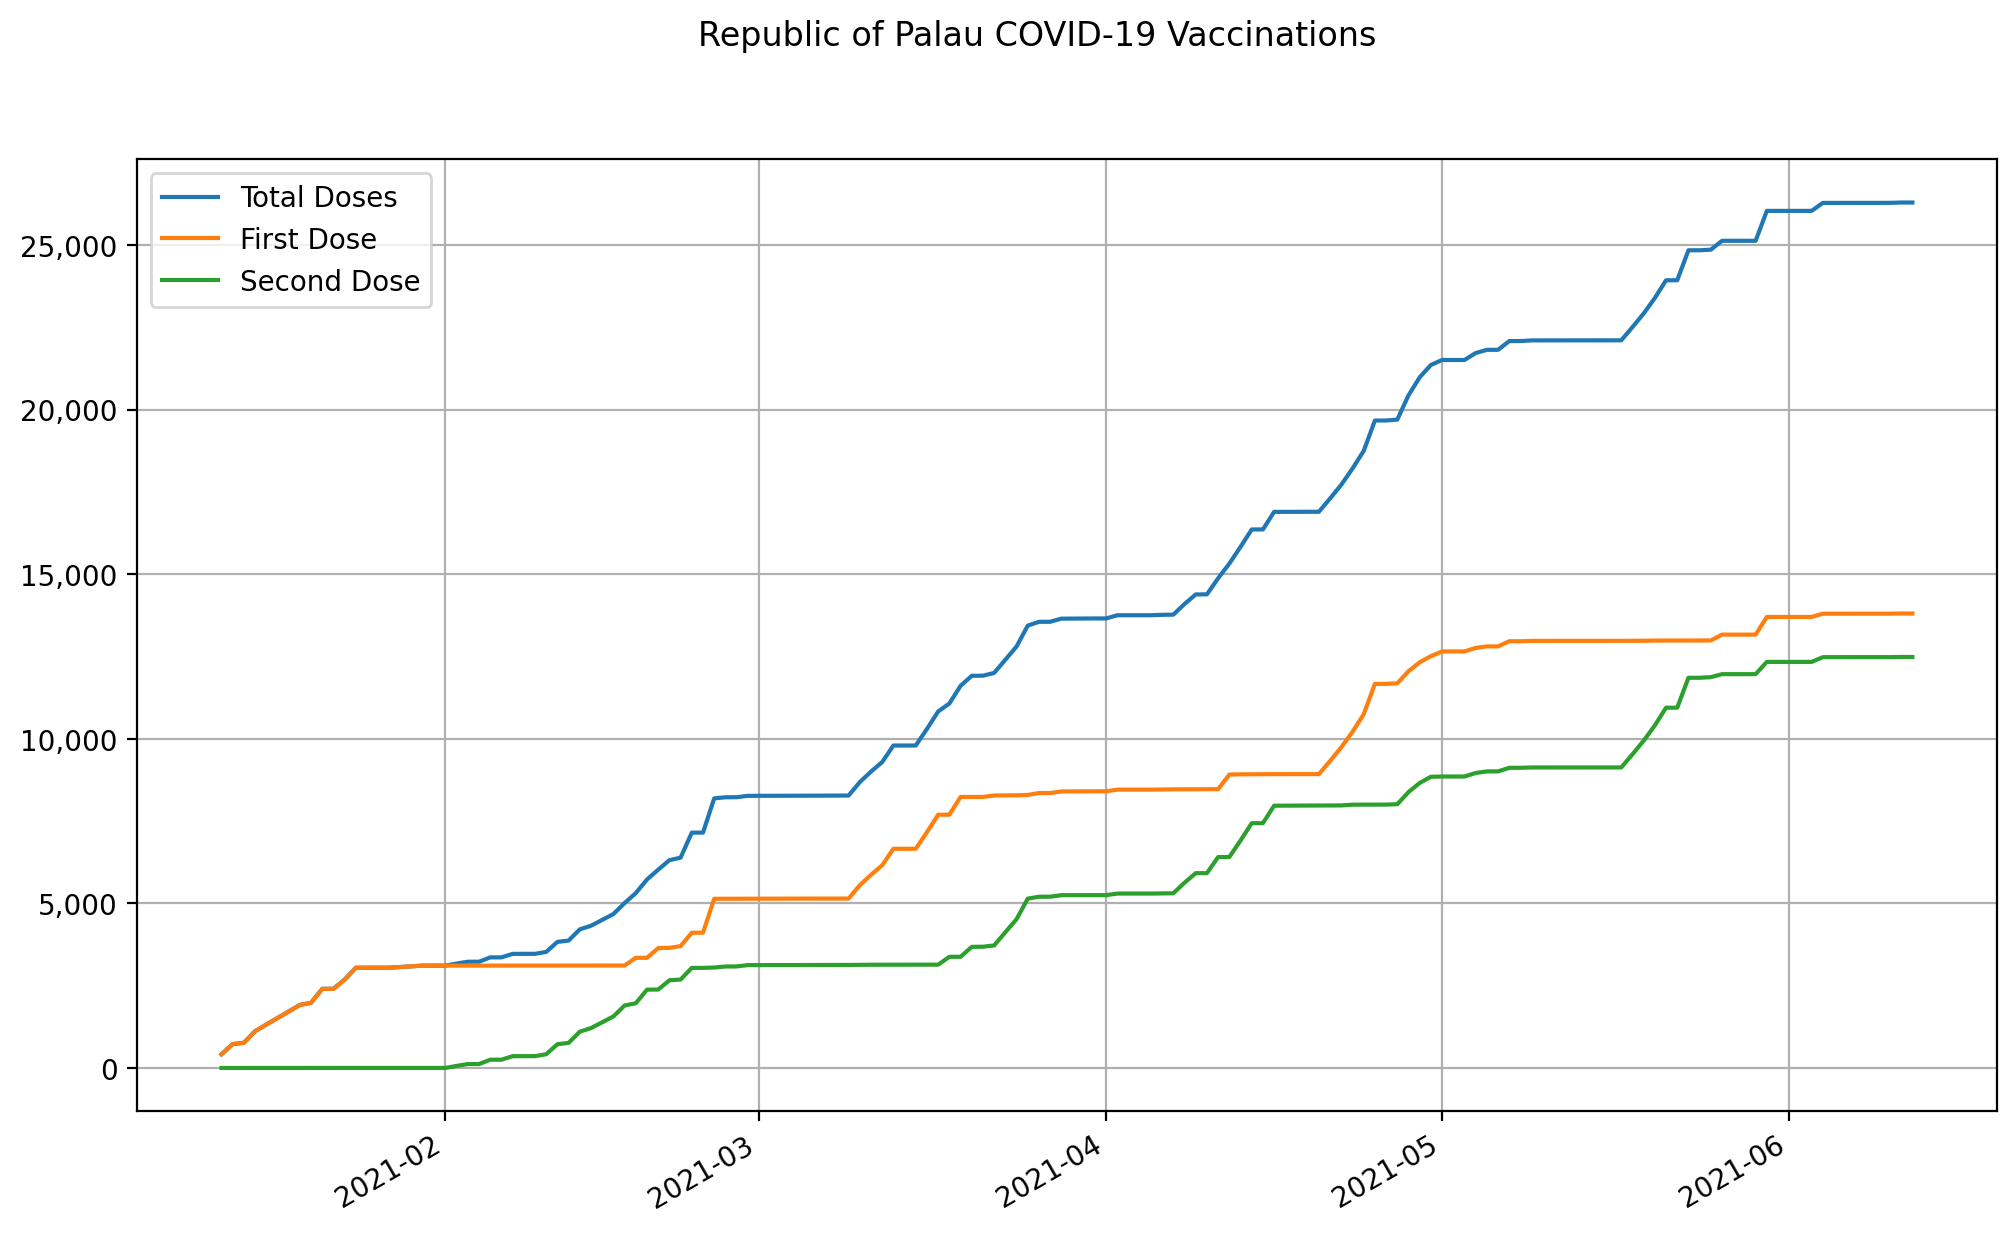 Republic of Palau COVID-19 Vaccinations
Total Doses
First Dose
Second Dose
25,000
20,000
15,000
10,000
5,000
0
2021-02
2021-03
2021-04
2021-05
2021-06